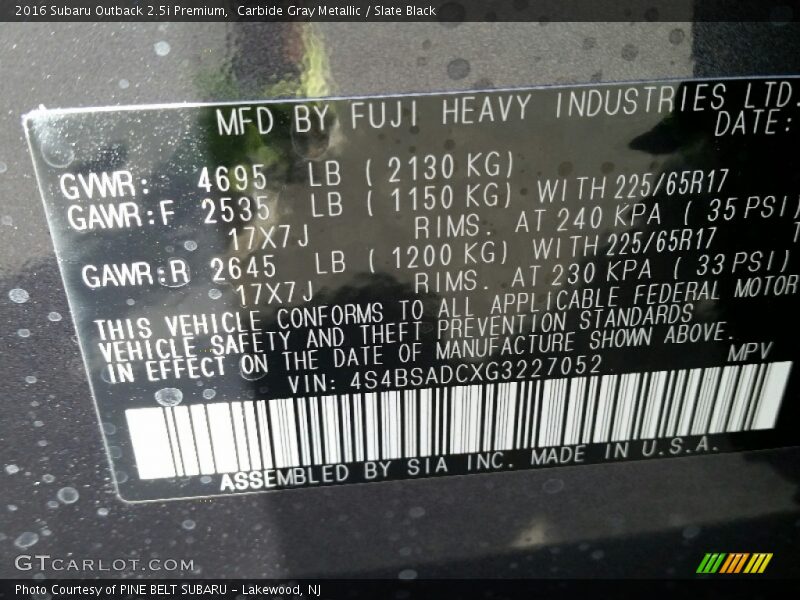 2016 Subaru Outback 2.5i Premium,  Carbide Gray Metallic / Slate Black
MFD BY FUJI HEAVY INDUSTRIES LTD.
DATE:
GVWR: 4695 LB ( 2130 KG)
GAWR:F 2535 LB ( 1150 KG) WITH 225/65R17
17X7J RIMS. AT 240 KPA ( 35 PSI)
GAWR:R 2645 LB ( 1200 KG) WITH 225/65R17
17X7J RIMS. AT 230 KPA ( 33 PSI)
THIS VEHICLE CONFORMS TO ALL APPLICABLE FEDERAL MOTOR
VEHICLE SAFETY AND THEFT PREVENTION STANDARDS
IN EFFECT ON THE DATE OF MANUFACTURE SHOWN ABOVE.
VIN: 4S4BSADCXG3227052 MPV
ASSEMBLED BY SIA INC. MADE IN U.S.A.
GTCARLOT.COM
Photo Courtesy of PINE BELT SUBARU - Lakewood, NJ